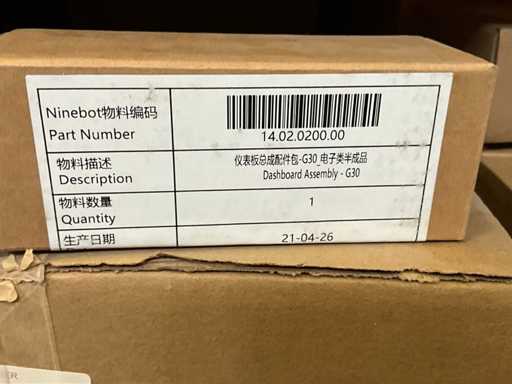 Ninebot物料编码
Part Number
14.02.0200.00
物料描述
Description
仪表板总成配件包-G30_电子类半成品
Dashboard Assembly - G30
物料数量
Quantity
1
生产日期
21-04-26
ER